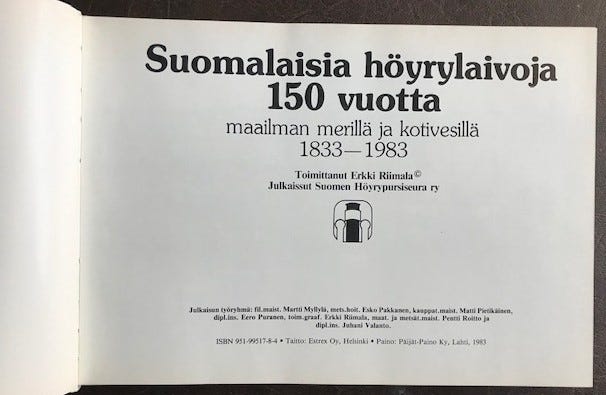 Suomalaisia höyrylaivoja
150 vuotta
maailman merillä ja kotivesillä
1833—1983
Toimittanut Erkki Riimala©
Julkaissut Suomen Höyrypursiseura ry
Julkaisun työryhmä: fil.maist. Martti Myllylä, mets.hoit. Esko Pakkanen, kauppat.maist. Matti Pietikäinen,
dipl.ins. Eero Puranen, toim.graaf. Erkki Riimala, maat. ja metsät.maist. Pentti Roitto ja
dipl.ins. Juhani Valanto.
ISBN 951-99517-8-4 • Taitto: Estrex Oy, Helsinki • Paino: Päijät-Paino Ky, Lahti, 1983